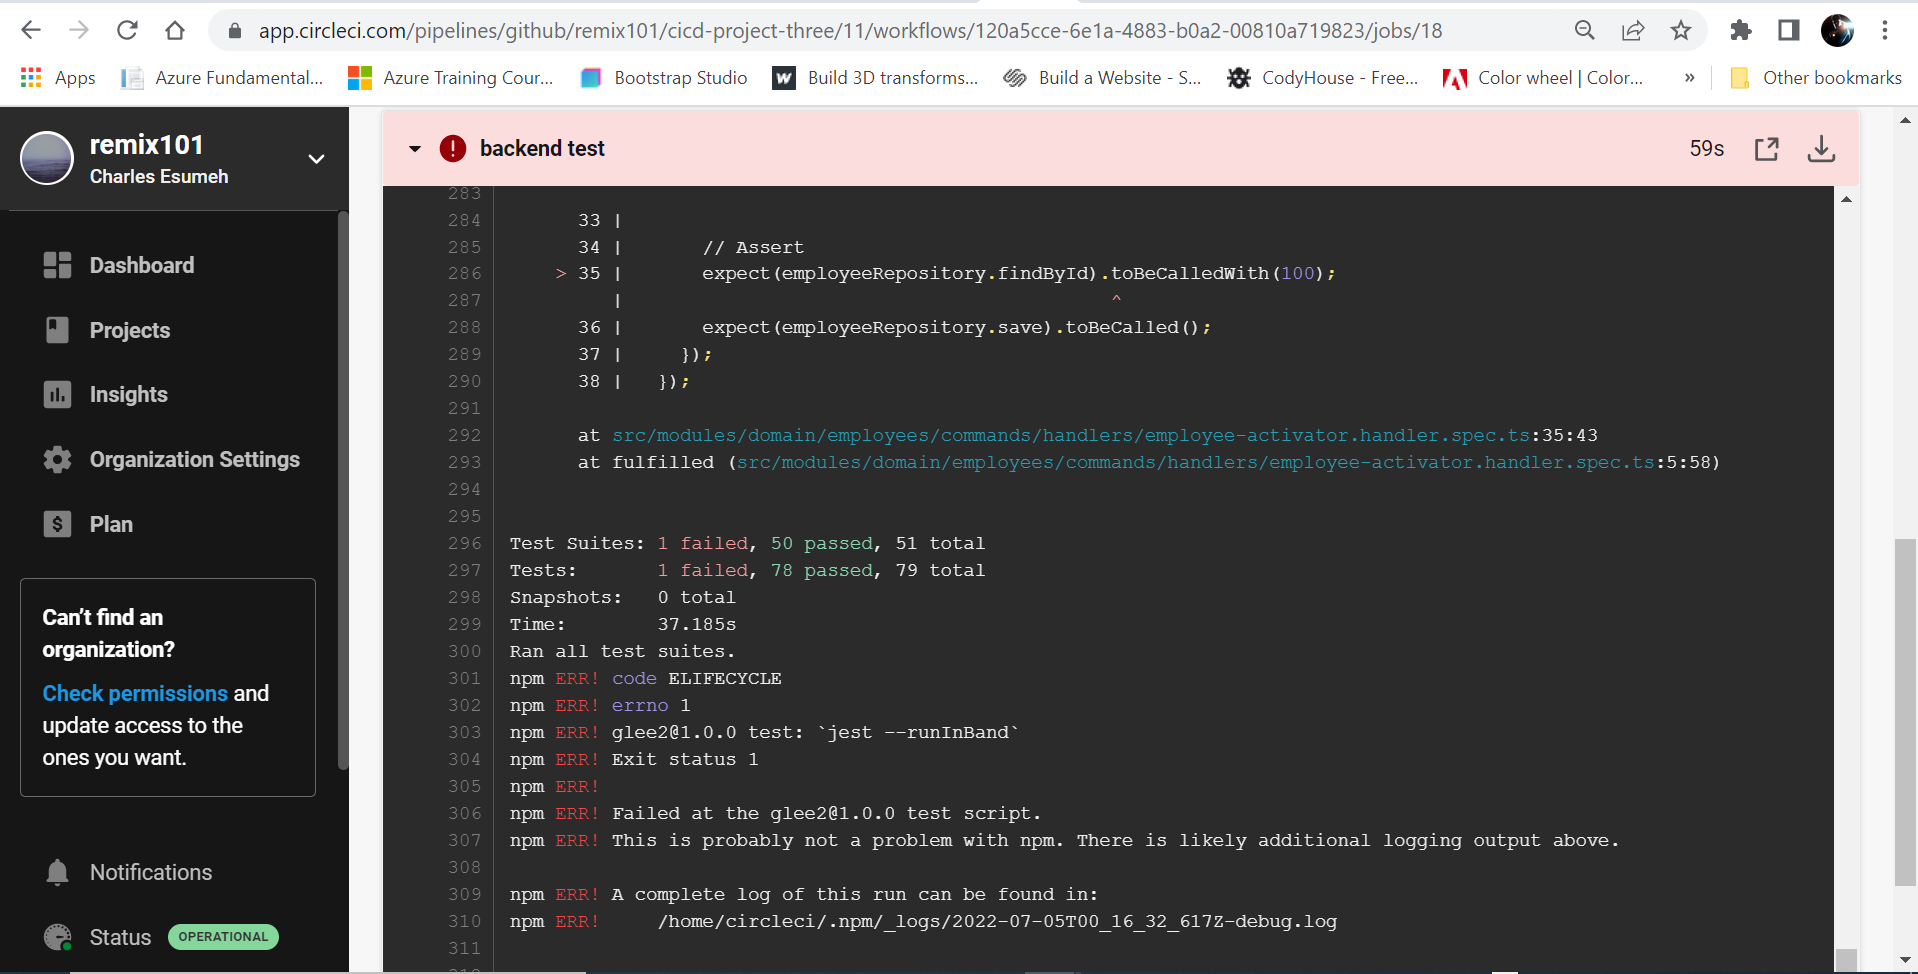 app.circleci.com/pipelines/github/remix101/cicd-project-three/11/workflows/120a5cce-6e1a-4883-b0a2-00810a719823/jobs/18
Apps Azure Fundamental... Azure Training Cour... Bootstrap Studio Build 3D transforms... Build a Website - S... CodyHouse - Free... Color wheel | Color... » Other bookmarks
remix101
Charles Esumeh
Dashboard
Projects
Insights
Organization Settings
Plan
Can't find an
organization?
Check permissions and
update access to the
ones you want.
Notifications
Status OPERATIONAL
backend test 59s
283
284 33 |
285 34 | // Assert
286 > 35 | expect(employeeRepository.findById).toBeCalledWith(100);
287 | ^
288 36 | expect(employeeRepository.save).toBeCalled();
289 37 | });
290 38 | });
291
292 at src/modules/domain/employees/commands/handlers/employee-activator.handler.spec.ts:35:43
293 at fulfilled (src/modules/domain/employees/commands/handlers/employee-activator.handler.spec.ts:5:58)
294
295
296 Test Suites: 1 failed, 50 passed, 51 total
297 Tests: 1 failed, 78 passed, 79 total
298 Snapshots: 0 total
299 Time: 37.185s
300 Ran all test suites.
301 npm ERR! code ELIFECYCLE
302 npm ERR! errno 1
303 npm ERR! glee2@1.0.0 test: `jest --runInBand`
304 npm ERR! Exit status 1
305 npm ERR!
306 npm ERR! Failed at the glee2@1.0.0 test script.
307 npm ERR! This is probably not a problem with npm. There is likely additional logging output above.
308
309 npm ERR! A complete log of this run can be found in:
310 npm ERR! /home/circleci/.npm/_logs/2022-07-05T00_16_32_617Z-debug.log
311